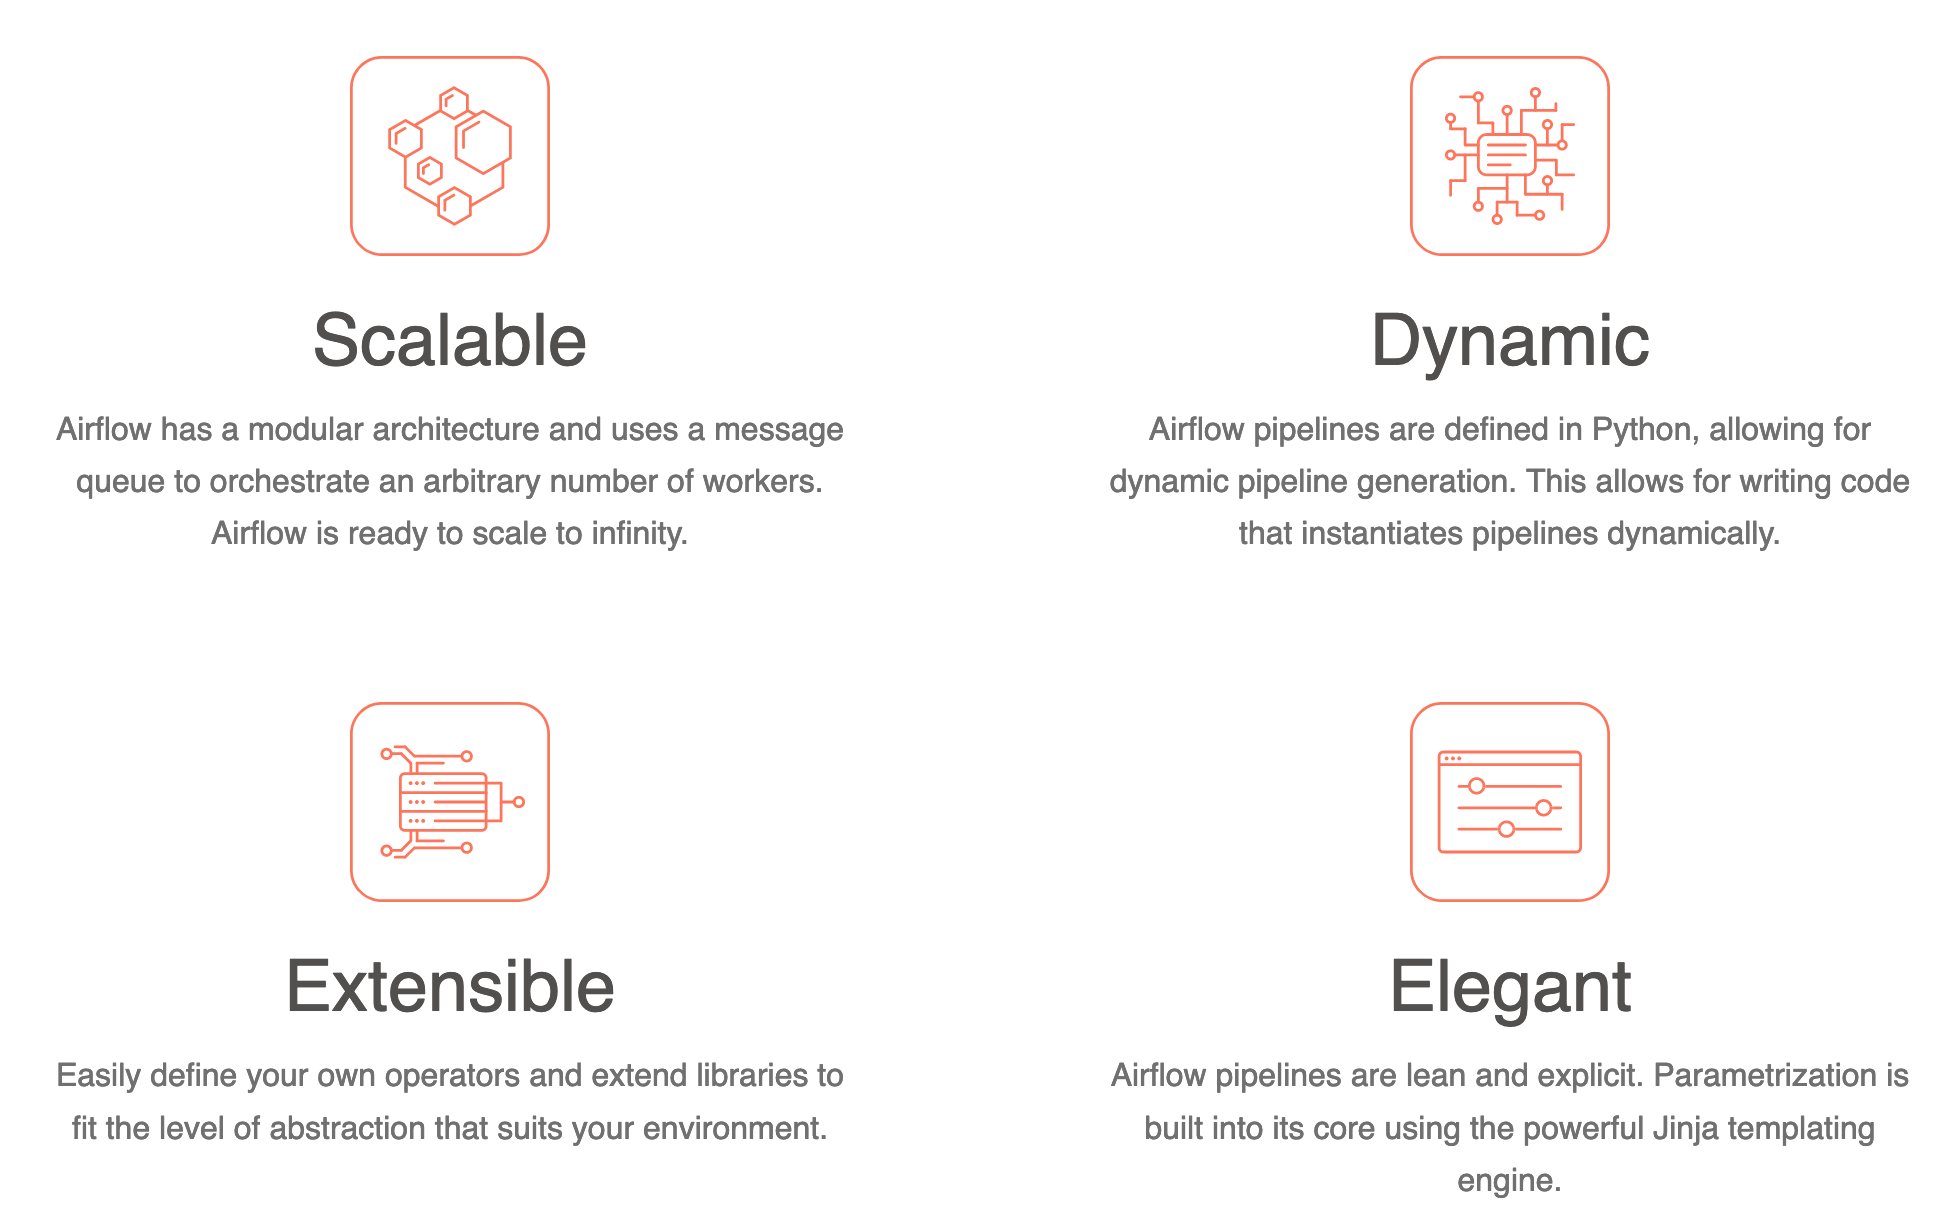 Scalable
Airflow has a modular architecture and uses a message
queue to orchestrate an arbitrary number of workers.
Airflow is ready to scale to infinity.
Dynamic
Airflow pipelines are defined in Python, allowing for
dynamic pipeline generation. This allows for writing code
that instantiates pipelines dynamically.
Extensible
Easily define your own operators and extend libraries to
fit the level of abstraction that suits your environment.
Elegant
Airflow pipelines are lean and explicit. Parametrization is
built into its core using the powerful Jinja templating
engine.